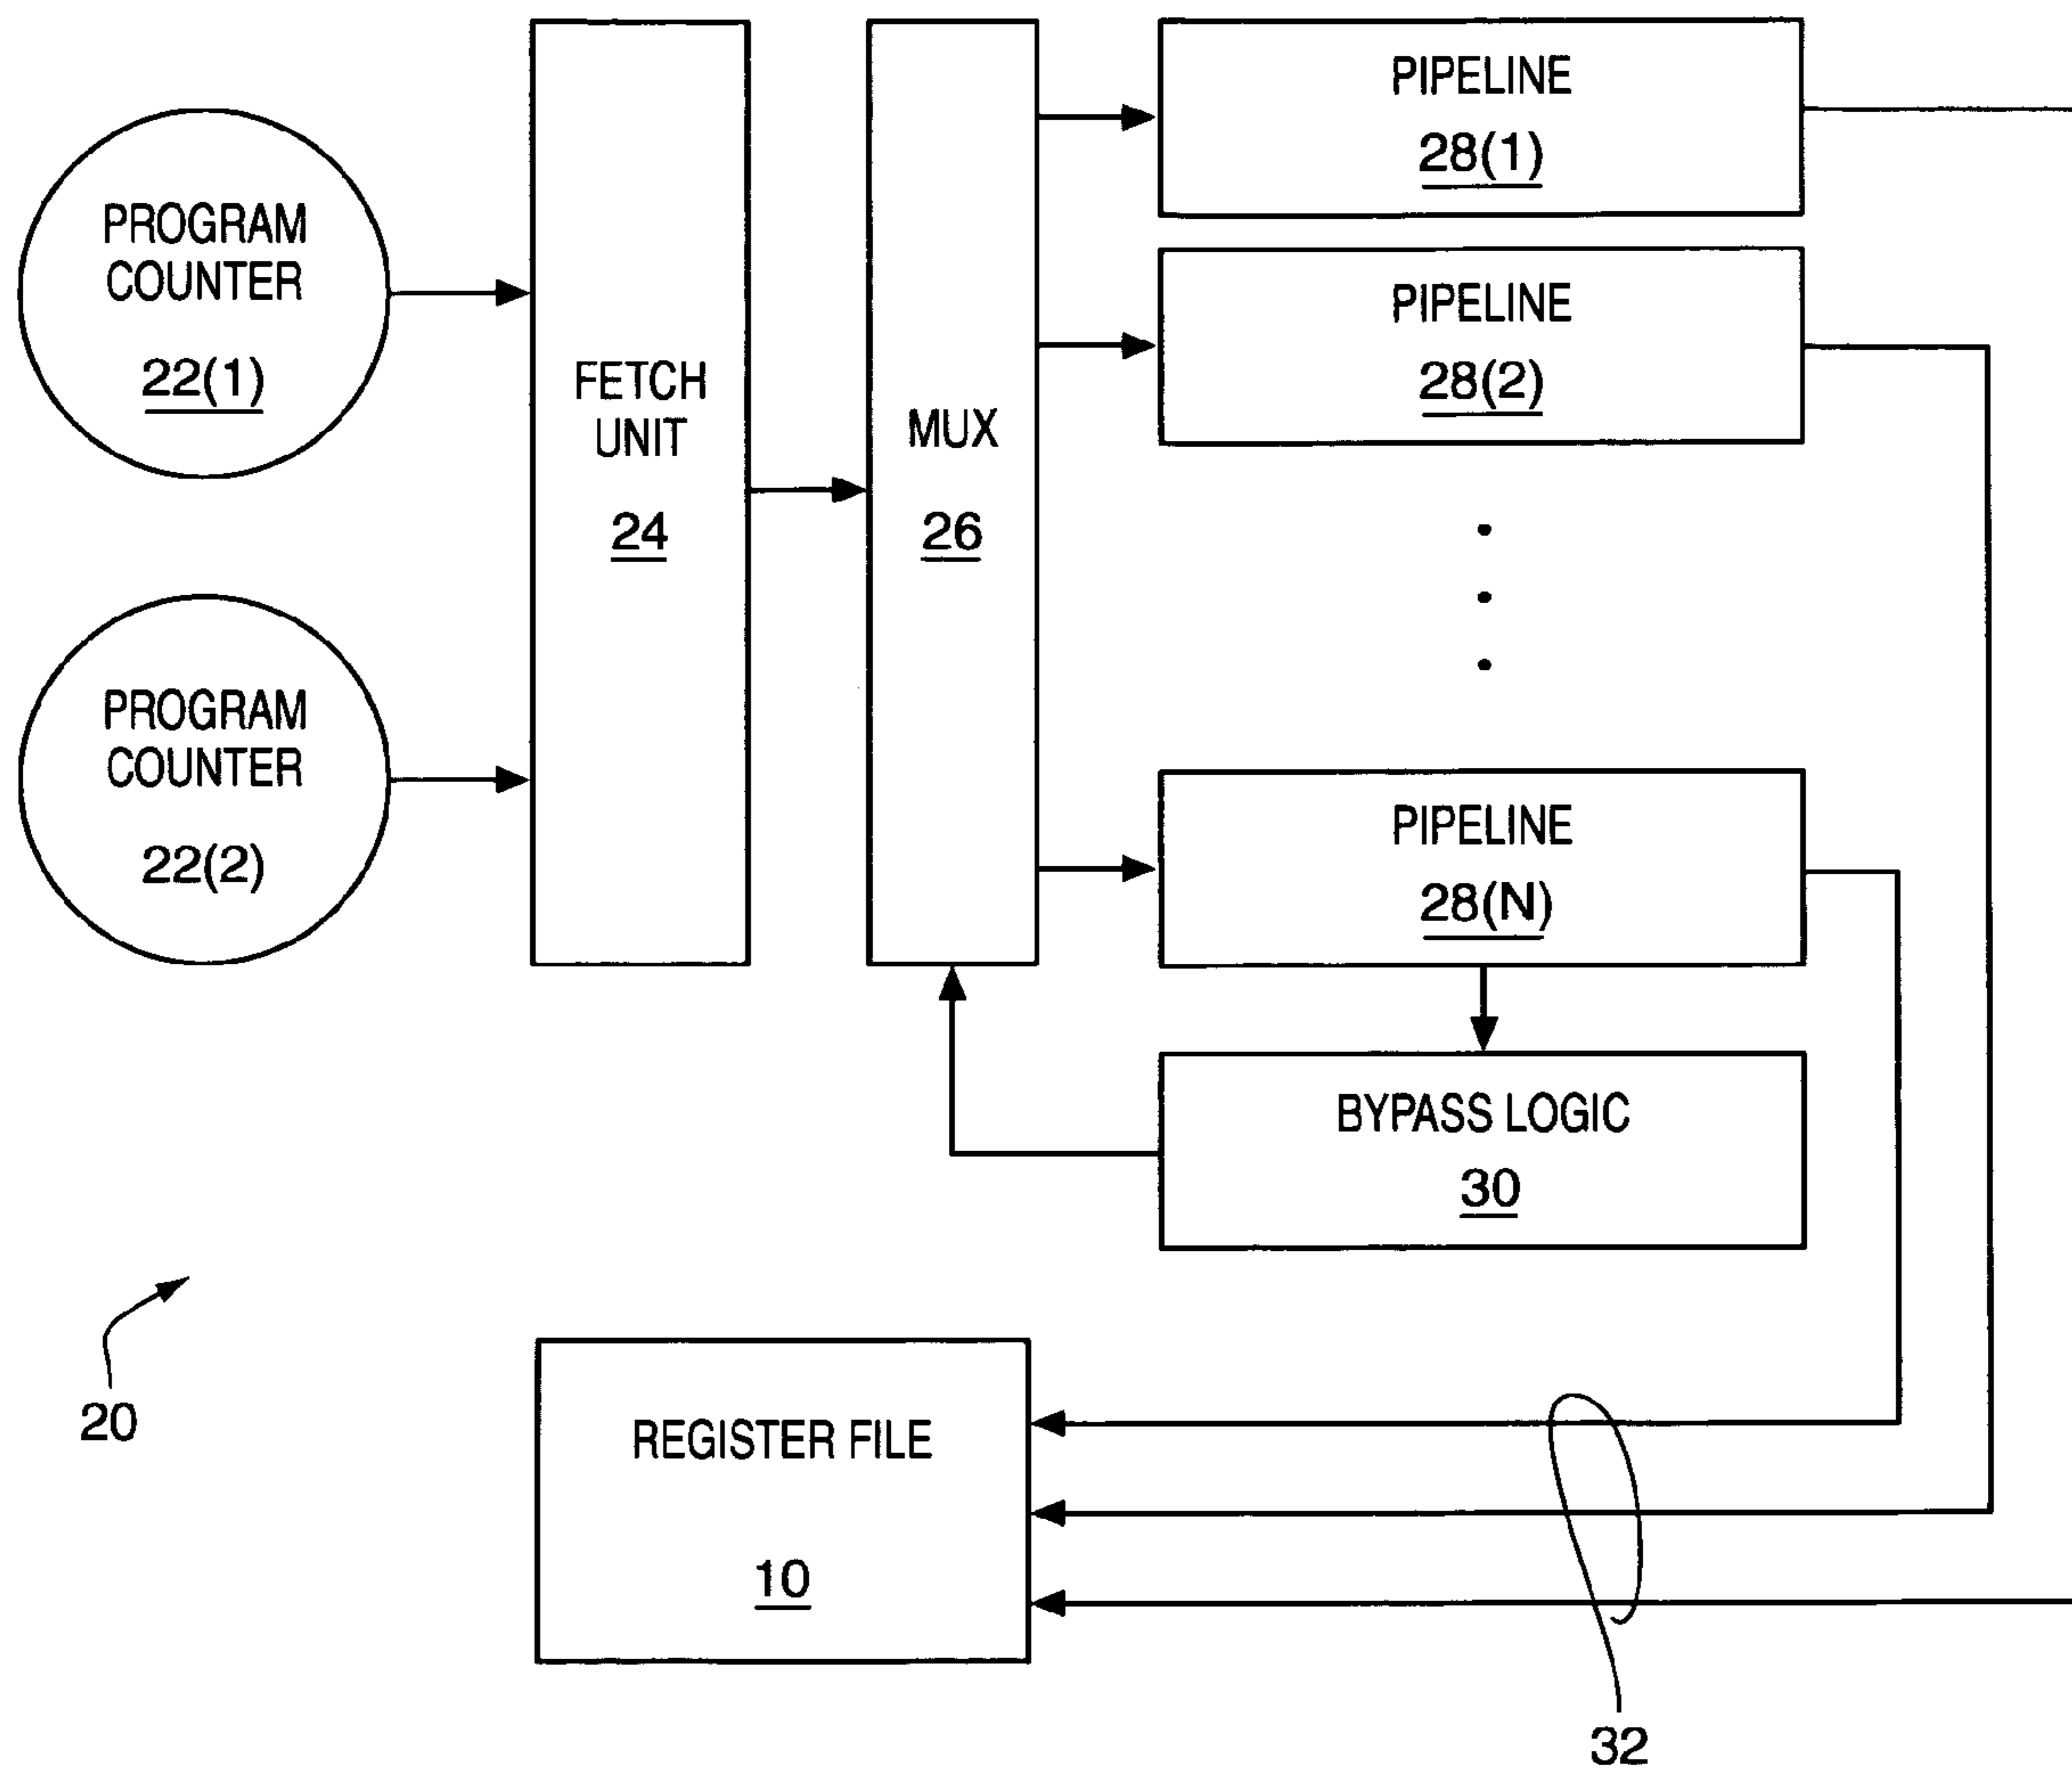 PROGRAM
COUNTER
22(1)
PROGRAM
COUNTER
22(2)
FETCH
UNIT
24
MUX
26
PIPELINE
28(1)
PIPELINE
28(2)
PIPELINE
28(N)
BYPASS LOGIC
30
20
REGISTER FILE
10
32